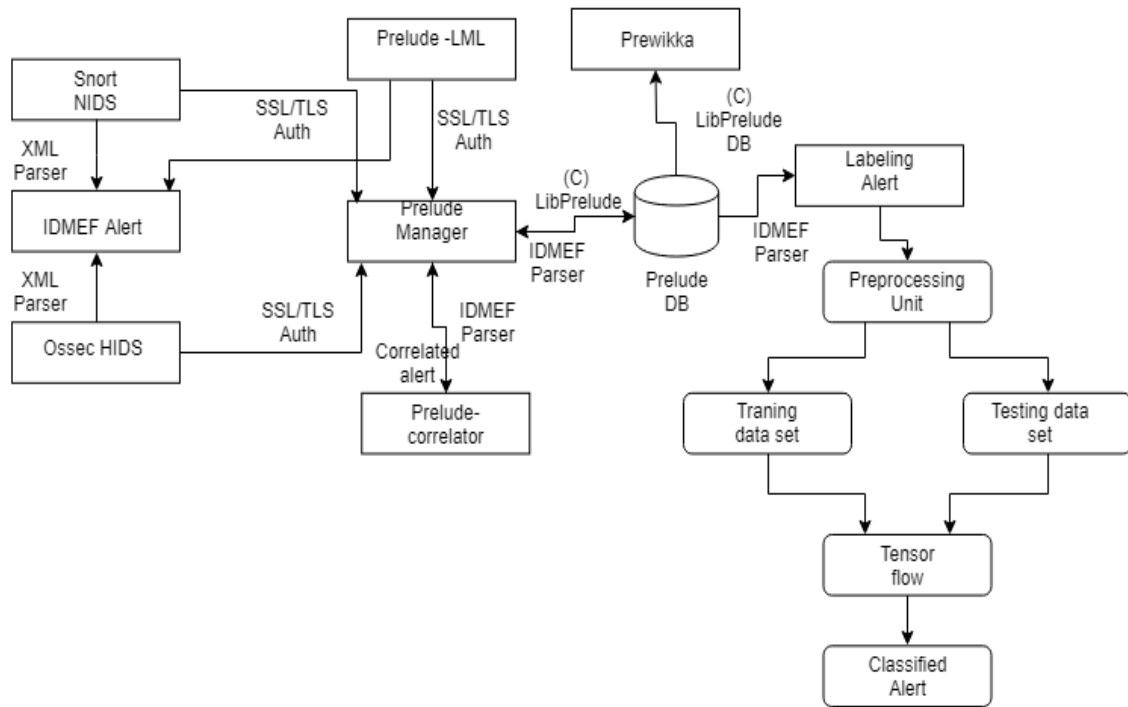 Prelude -LML
Prewikka
Snort
NIDS
SSL/TLS
Auth
SSL/TLS
Auth
(C)
LibPrelude
DB
XML
Parser
Labeling
Alert
IDMEF Alert
Prelude
Manager
(C)
LibPrelude
IDMEF
Parser
IDMEF
Parser
Prelude
DB
XML
Parser
Preprocessing
Unit
SSL/TLS
Auth
IDMEF
Parser
Ossec HIDS
Correlated
alert
Prelude-
correlator
Traning
data set
Testing data
set
Tensor
flow
Classified
Alert